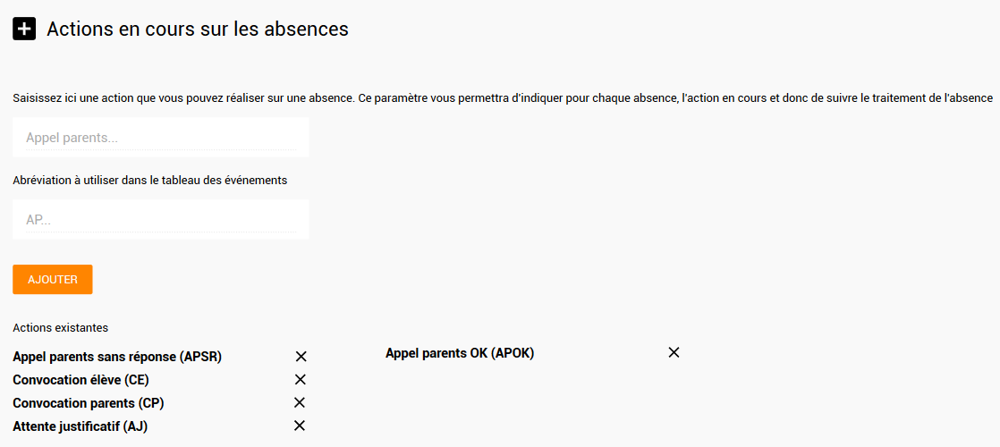 Actions en cours sur les absences
Saisissez ici une action que vous pouvez réaliser sur une absence. Ce paramètre vous permettra d'indiquer pour chaque absence, l'action en cours et donc de suivre le traitement de l'absence
Appel parents...
Abréviation à utiliser dans le tableau des événements
AP...
AJOUTER
Actions existantes
Appel parents sans réponse (APSR)
Convocation élève (CE)
Convocation parents (CP)
Attente justificatif (AJ)
Appel parents OK (APOK)